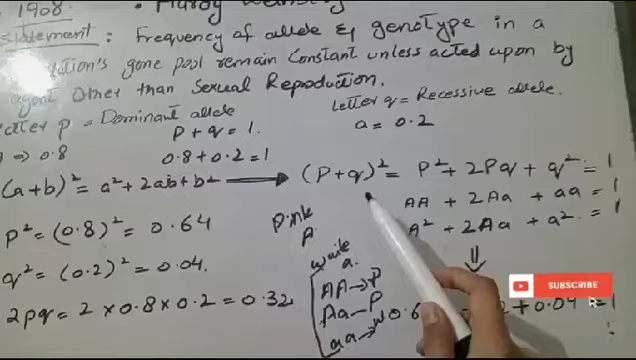 1908. • Hardy
Statement: Frequency of allele & genotype in a
gene pool remain constant unless acted upon by
agent Other than Sexual Reproduction.
letter p = Dominant allele
Letter q = Recessive allele.
p + q = 1.
a = 0.2
=> 0.8
0.8 + 0.2 = 1
(a+b)² = a² + 2ab + b² → (P+q)² = P² + 2Pq + q² = 1
AA + 2Aa + aa = 1
P² = (0.8)² = 0.64
A² + 2Aa + a² = 1
Pink
A
q² = (0.2)² = 0.04.
white
a.
AA → P
2pq = 2 × 0.8 × 0.2 = 0.32
Aa – P
aa → w
0.6 2 + 0.04 = 1
SUBSCRIBE